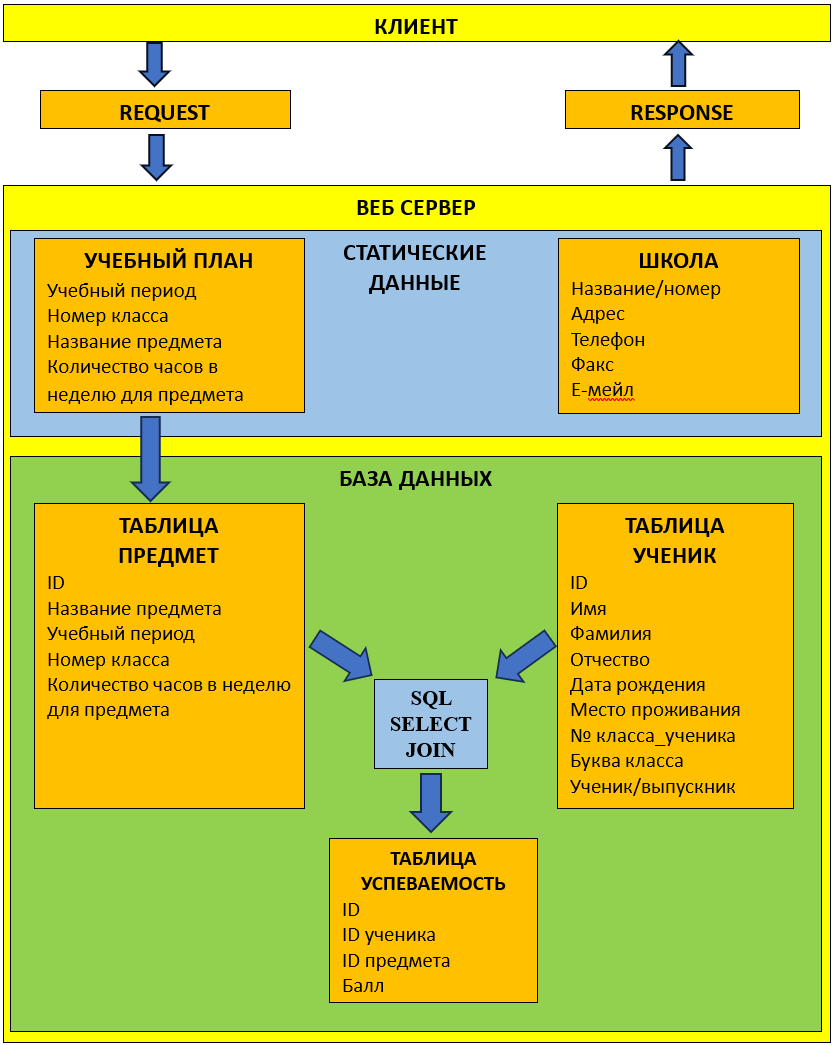 КЛИЕНТ
REQUEST
RESPONSE
ВЕБ СЕРВЕР
СТАТИЧЕСКИЕ
ДАННЫЕ
УЧЕБНЫЙ ПЛАН
Учебный период
Номер класса
Название предмета
Количество часов в
неделю для предмета
ШКОЛА
Название/номер
Адрес
Телефон
Факс
Е-мейл
БАЗА ДАННЫХ
ТАБЛИЦА
ПРЕДМЕТ
ID
Название предмета
Учебный период
Номер класса
Количество часов в неделю
для предмета
ТАБЛИЦА
УЧЕНИК
ID
Имя
Фамилия
Отчество
Дата рождения
Место проживания
№ класса_ученика
Буква класса
Ученик/выпускник
SQL
SELECT
JOIN
ТАБЛИЦА
УСПЕВАЕМОСТЬ
ID
ID ученика
ID предмета
Балл